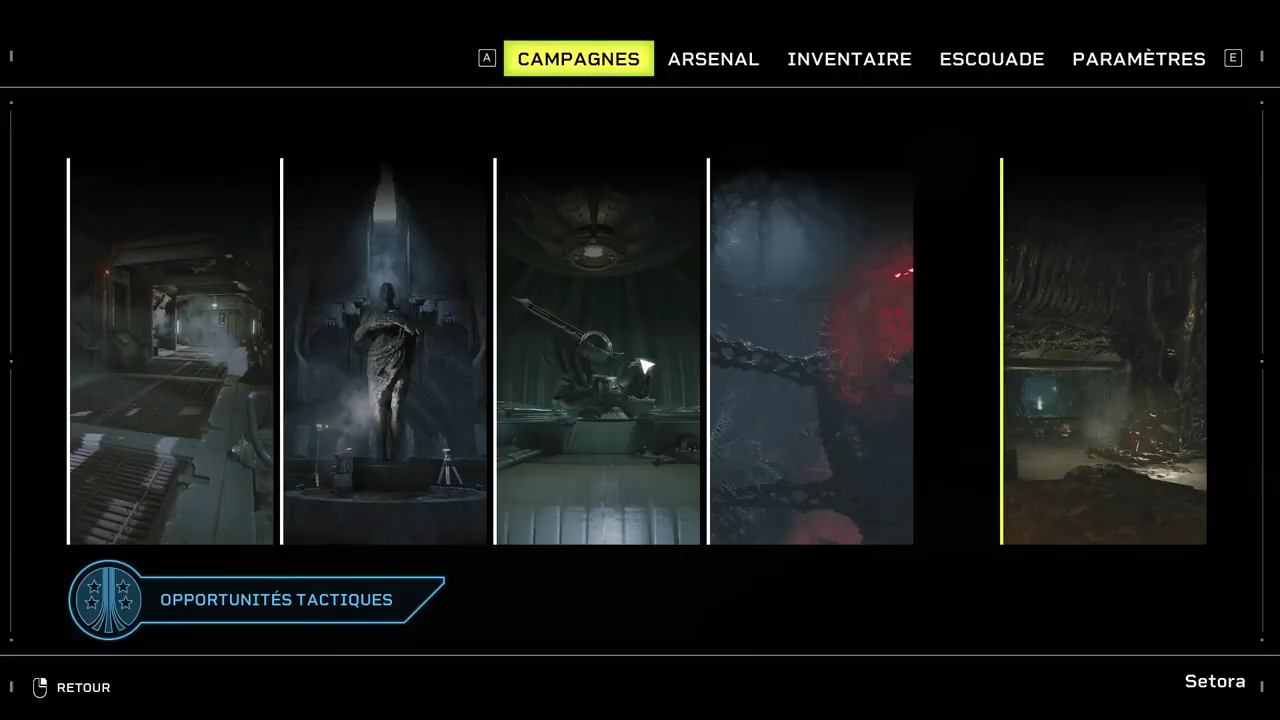 A CAMPAGNES ARSENAL INVENTAIRE ESCOUADE PARAMÈTRES E
OPPORTUNITÉS TACTIQUES
RETOUR
Setora